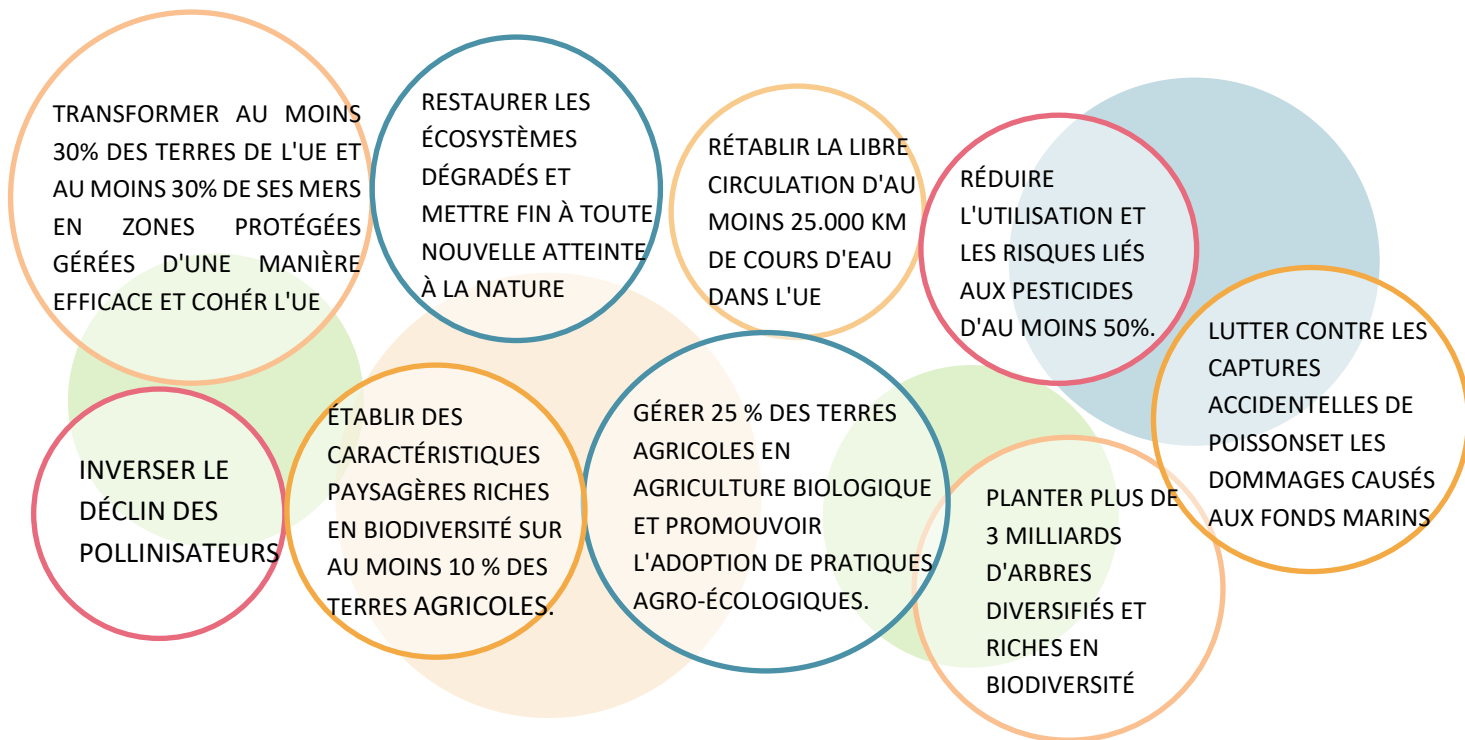 TRANSFORMER AU MOINS
30% DES TERRES DE L'UE ET
AU MOINS 30% DE SES MERS
EN ZONES PROTÉGÉES
GÉRÉES D'UNE MANIÈRE
EFFICACE ET COHÉR L'UE
RESTAURER LES
ÉCOSYSTÈMES
DÉGRADÉS ET
METTRE FIN À TOUTE
NOUVELLE ATTEINTE
À LA NATURE
RÉTABLIR LA LIBRE
CIRCULATION D'AU
MOINS 25.000 KM
DE COURS D'EAU
DANS L'UE
RÉDUIRE
L'UTILISATION ET
LES RISQUES LIÉS
AUX PESTICIDES
D'AU MOINS 50%.
LUTTER CONTRE LES
CAPTURES
ACCIDENTELLES DE
POISSONSET LES
DOMMAGES CAUSÉS
AUX FONDS MARINS
INVERSER LE
DÉCLIN DES
POLLINISATEURS
ÉTABLIR DES
CARACTÉRISTIQUES
PAYSAGÈRES RICHES
EN BIODIVERSITÉ SUR
AU MOINS 10 % DES
TERRES AGRICOLES.
GÉRER 25 % DES TERRES
AGRICOLES EN
AGRICULTURE BIOLOGIQUE
ET PROMOUVOIR
L'ADOPTION DE PRATIQUES
AGRO-ÉCOLOGIQUES.
PLANTER PLUS DE
3 MILLIARDS
D'ARBRES
DIVERSIFIÉS ET
RICHES EN
BIODIVERSITÉ